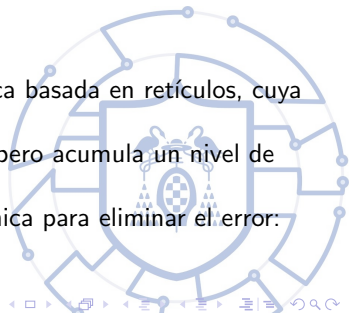 ca basada en retículos, cuya
pero acumula un nivel de
nica para eliminar el error: